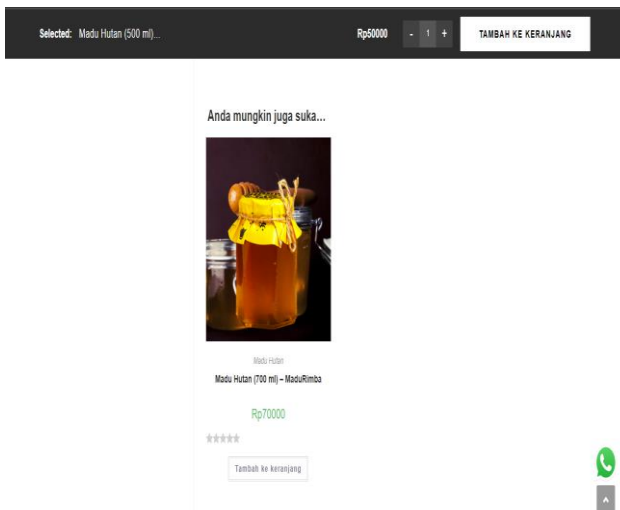 Selected: Madu Hutan (500 ml)... Rp50000 - 1 + TAMBAH KE KERANJANG
Anda mungkin juga suka...
Madu Hutan
Madu Hutan (700 ml) – MaduRimba
Rp70000
Tambah ke keranjang